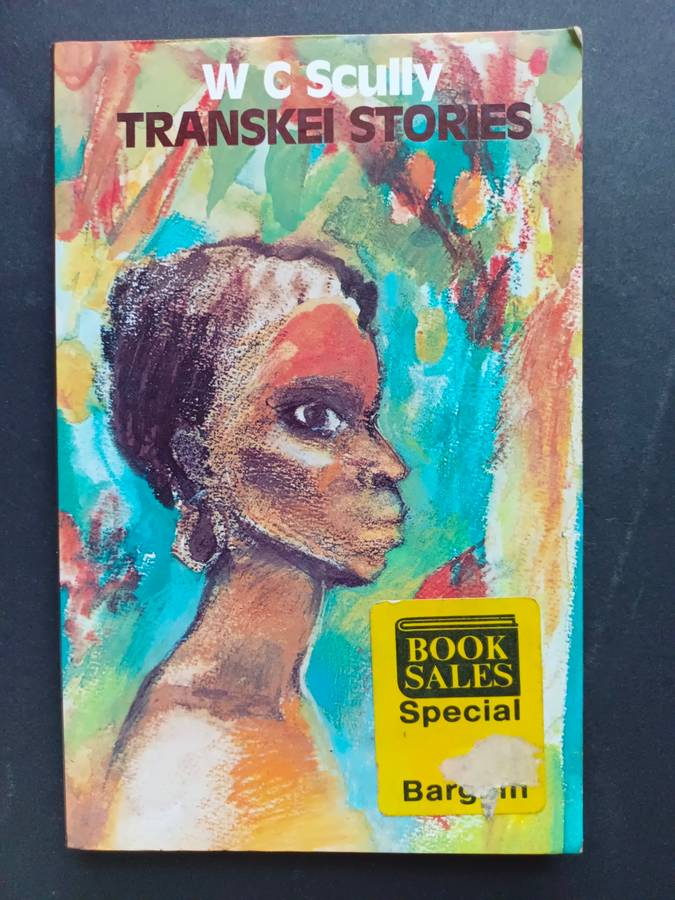 W C Scully
TRANSKEI STORIES
BOOK
SALES
Special